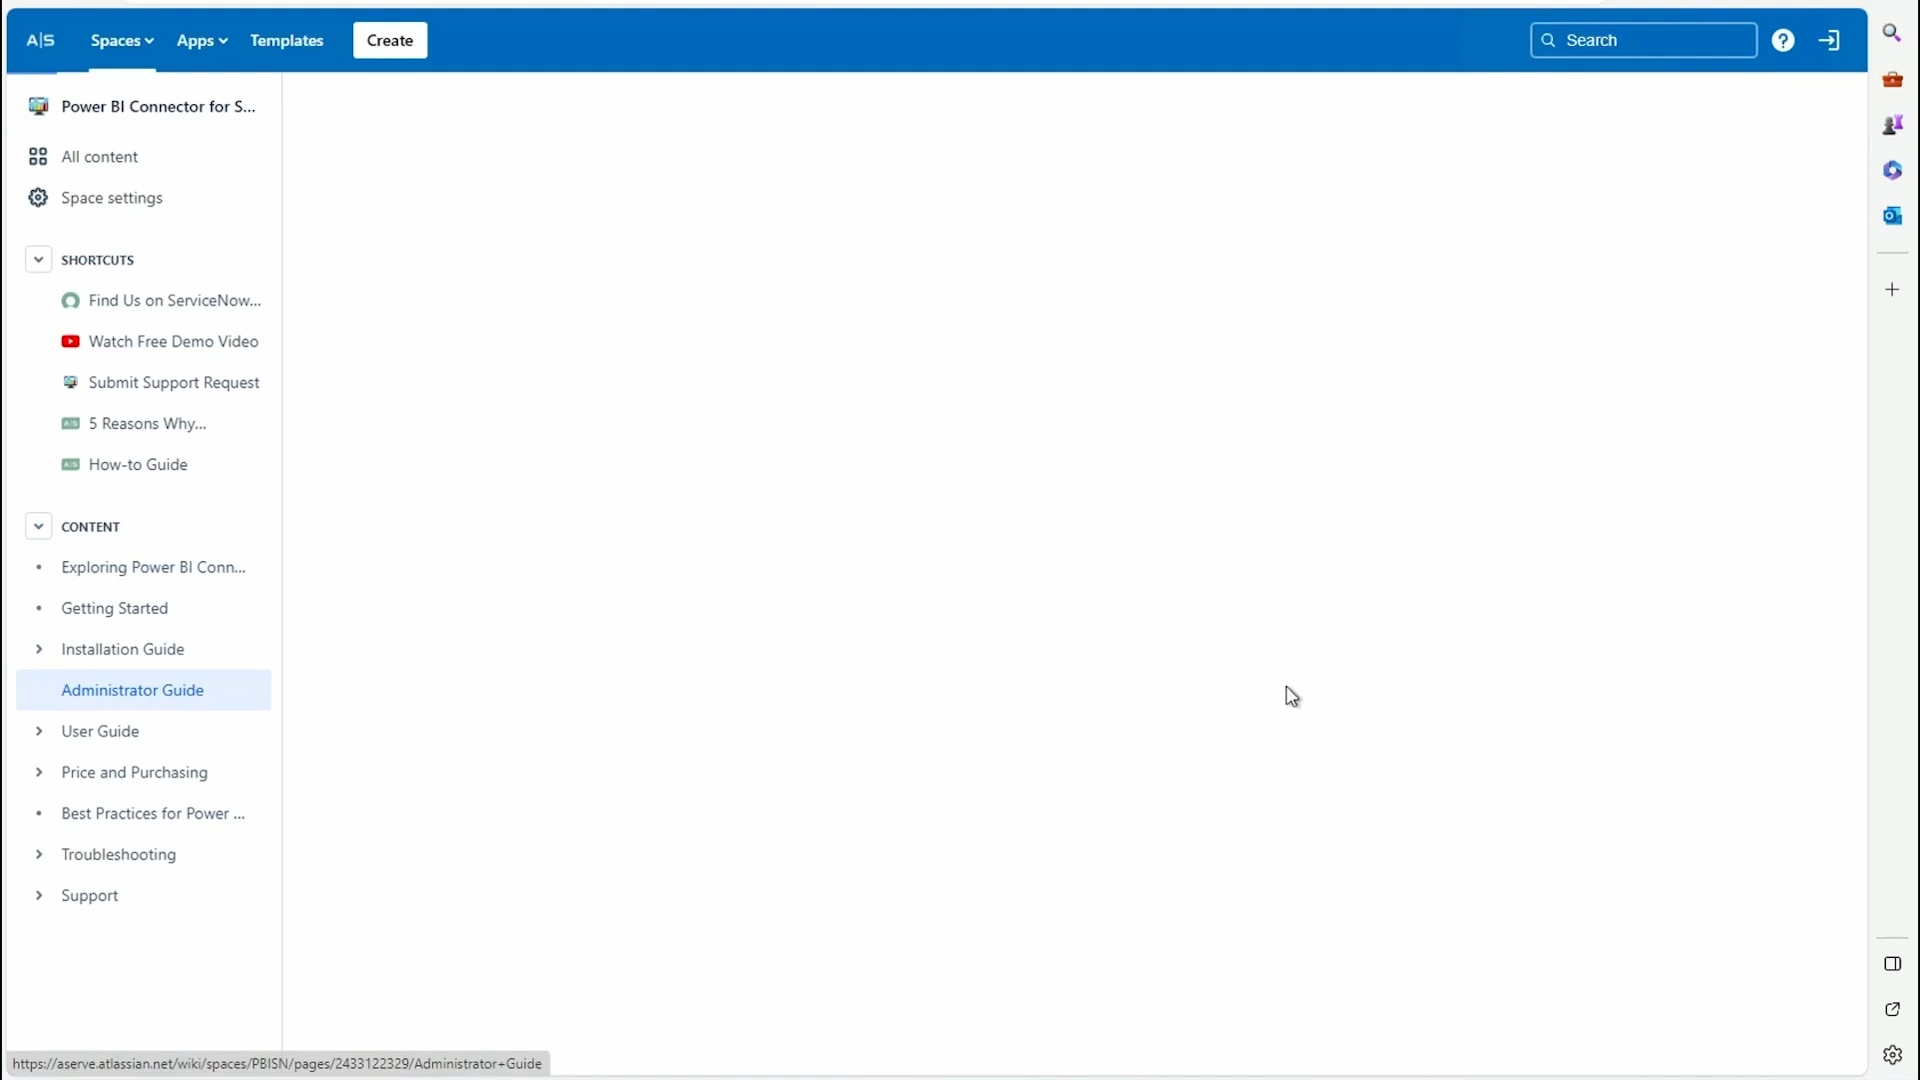 A|S
Spaces
Apps
Templates
Create
Search
Power BI Connector for S...
All content
Space settings
SHORTCUTS
Find Us on ServiceNow...
Watch Free Demo Video
Submit Support Request
A|S
5 Reasons Why...
A|S
How-to Guide
CONTENT
Exploring Power BI Conn...
Getting Started
Installation Guide
Administrator Guide
User Guide
Price and Purchasing
Best Practices for Power ...
Troubleshooting
Support
https://aserve.atlassian.net/wiki/spaces/PBISN/pages/2433122329/Administrator+Guide